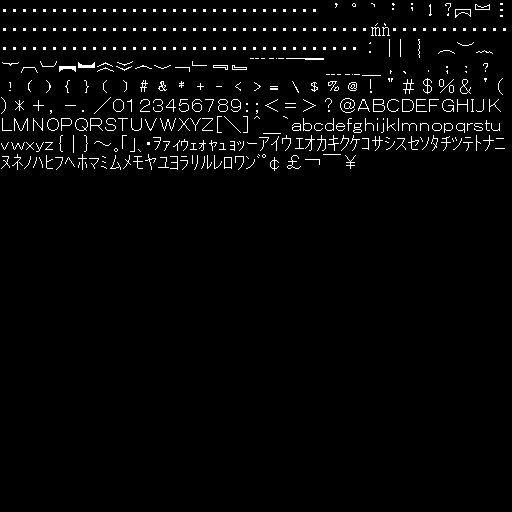 ! ( ) { } ( ) # & * + - < > = \ $ % @ ！＂＃＄％＆＇（
）＊＋，－．／０１２３４５６７８９：；＜＝＞？＠ＡＢＣＤＥＦＧＨＩＪＫ
ＬＭＮＯＰＱＲＳＴＵＶＷＸＹＺ［＼］＾＿｀ａｂｃｄｅｆｇｈｉｊｋｌｍｎｏｐｑｒｓｔｕ
ｖｗｘｙｚ｛｜｝～｡｢｣､･ｦｧｨｩｪｫｬｭｮｯｰｱｲｳｴｵｶｷｸｹｺｻｼｽｾｿﾀﾁﾂﾃﾄﾅﾆ
ﾇﾈﾉﾊﾋﾌﾍﾎﾏﾐﾑﾒﾓﾔﾕﾖﾗﾘﾙﾚﾛﾜﾝﾞﾟ￠￡￢￣￥